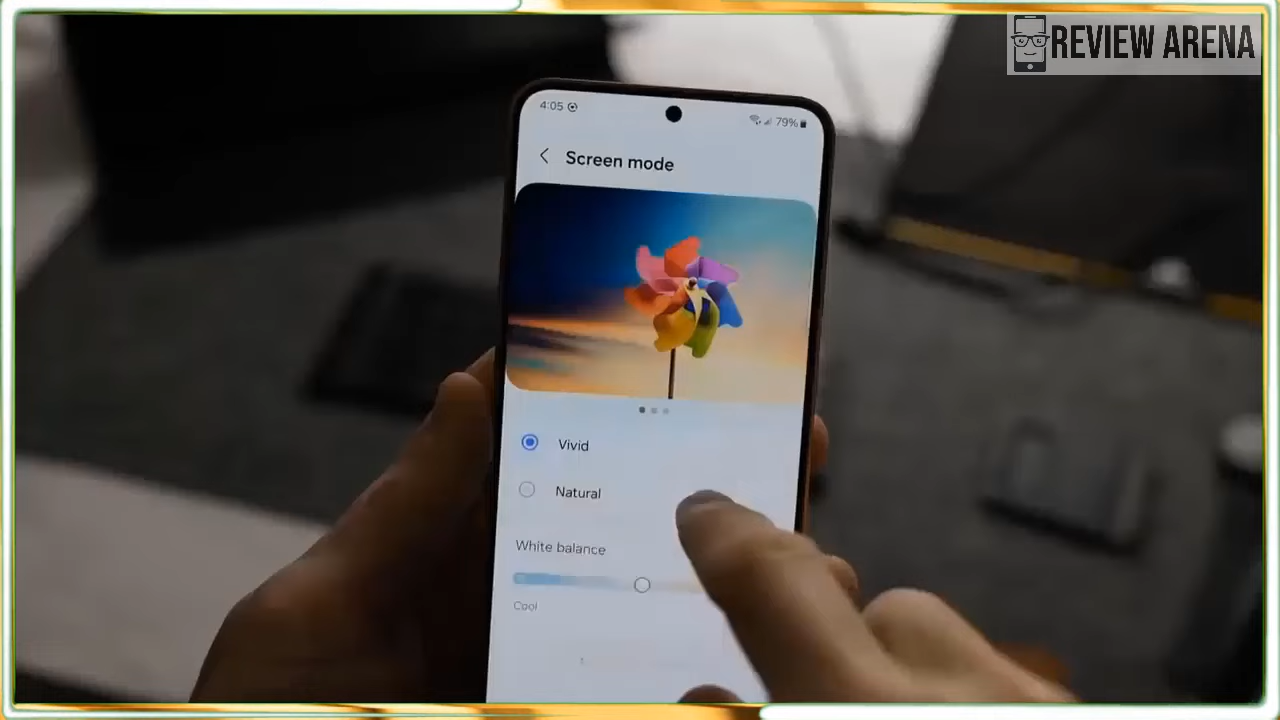 REVIEW ARENA
4:05
79%
Screen mode
Vivid
Natural
White balance
Cool